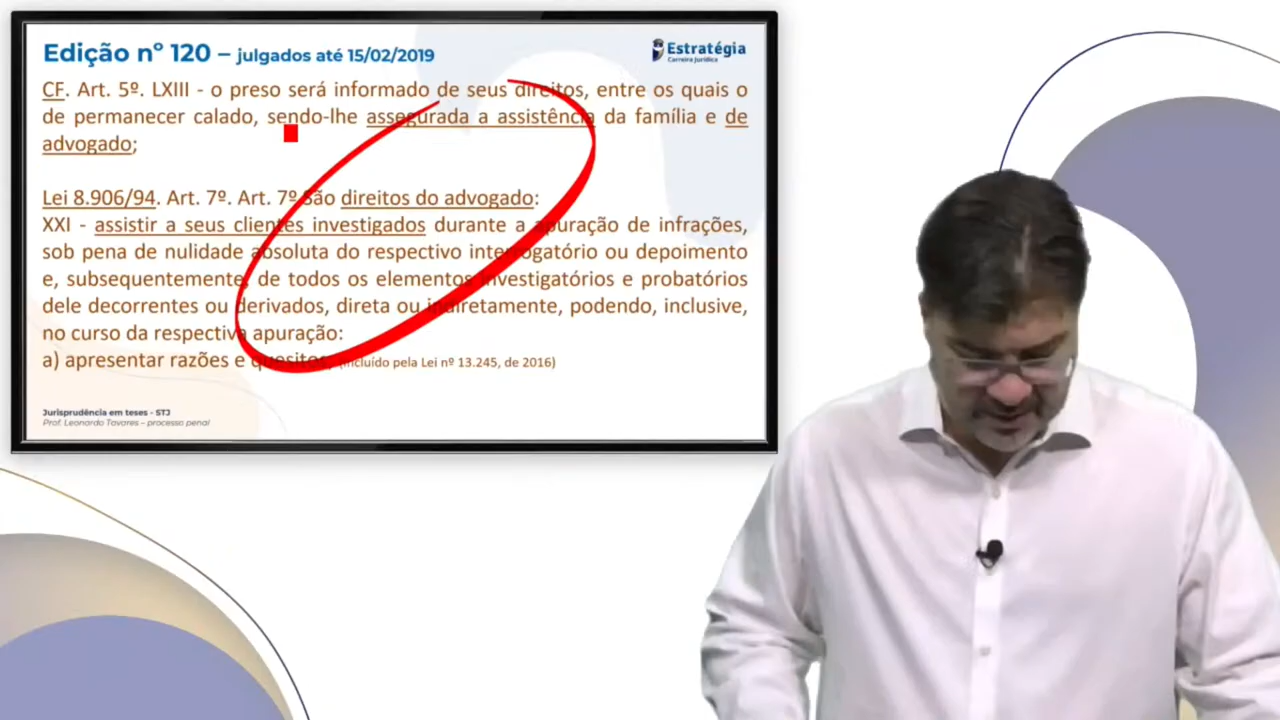 Edição nº 120 – julgados até 15/02/2019
Estratégia
Carreira Jurídica
CF. Art. 5º. LXIII - o preso será informado de seus direitos, entre os quais o
de permanecer calado, sendo-lhe assegurada a assistência da família e de
advogado;
Lei 8.906/94. Art. 7º. Art. 7º São direitos do advogado:
XXI - assistir a seus clientes investigados durante a apuração de infrações,
sob pena de nulidade absoluta do respectivo interrogatório ou depoimento
e, subsequentemente, de todos os elementos investigatórios e probatórios
dele decorrentes ou derivados, direta ou indiretamente, podendo, inclusive,
no curso da respectiva apuração:
a) apresentar razões e quesitos; (Incluído pela Lei nº 13.245, de 2016)
Jurisprudência em teses - STJ
Prof. Leonardo Tavares – processo penal